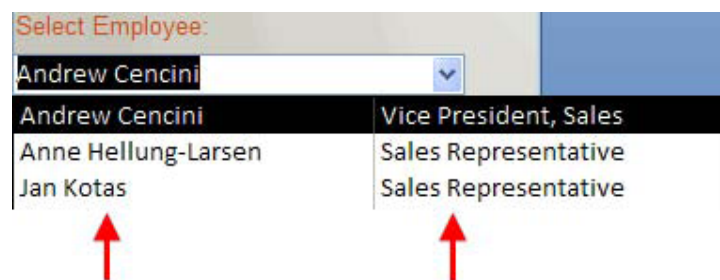 Select Employee:
Andrew Cencini
Andrew Cencini Vice President, Sales
Anne Hellung-Larsen Sales Representative
Jan Kotas Sales Representative